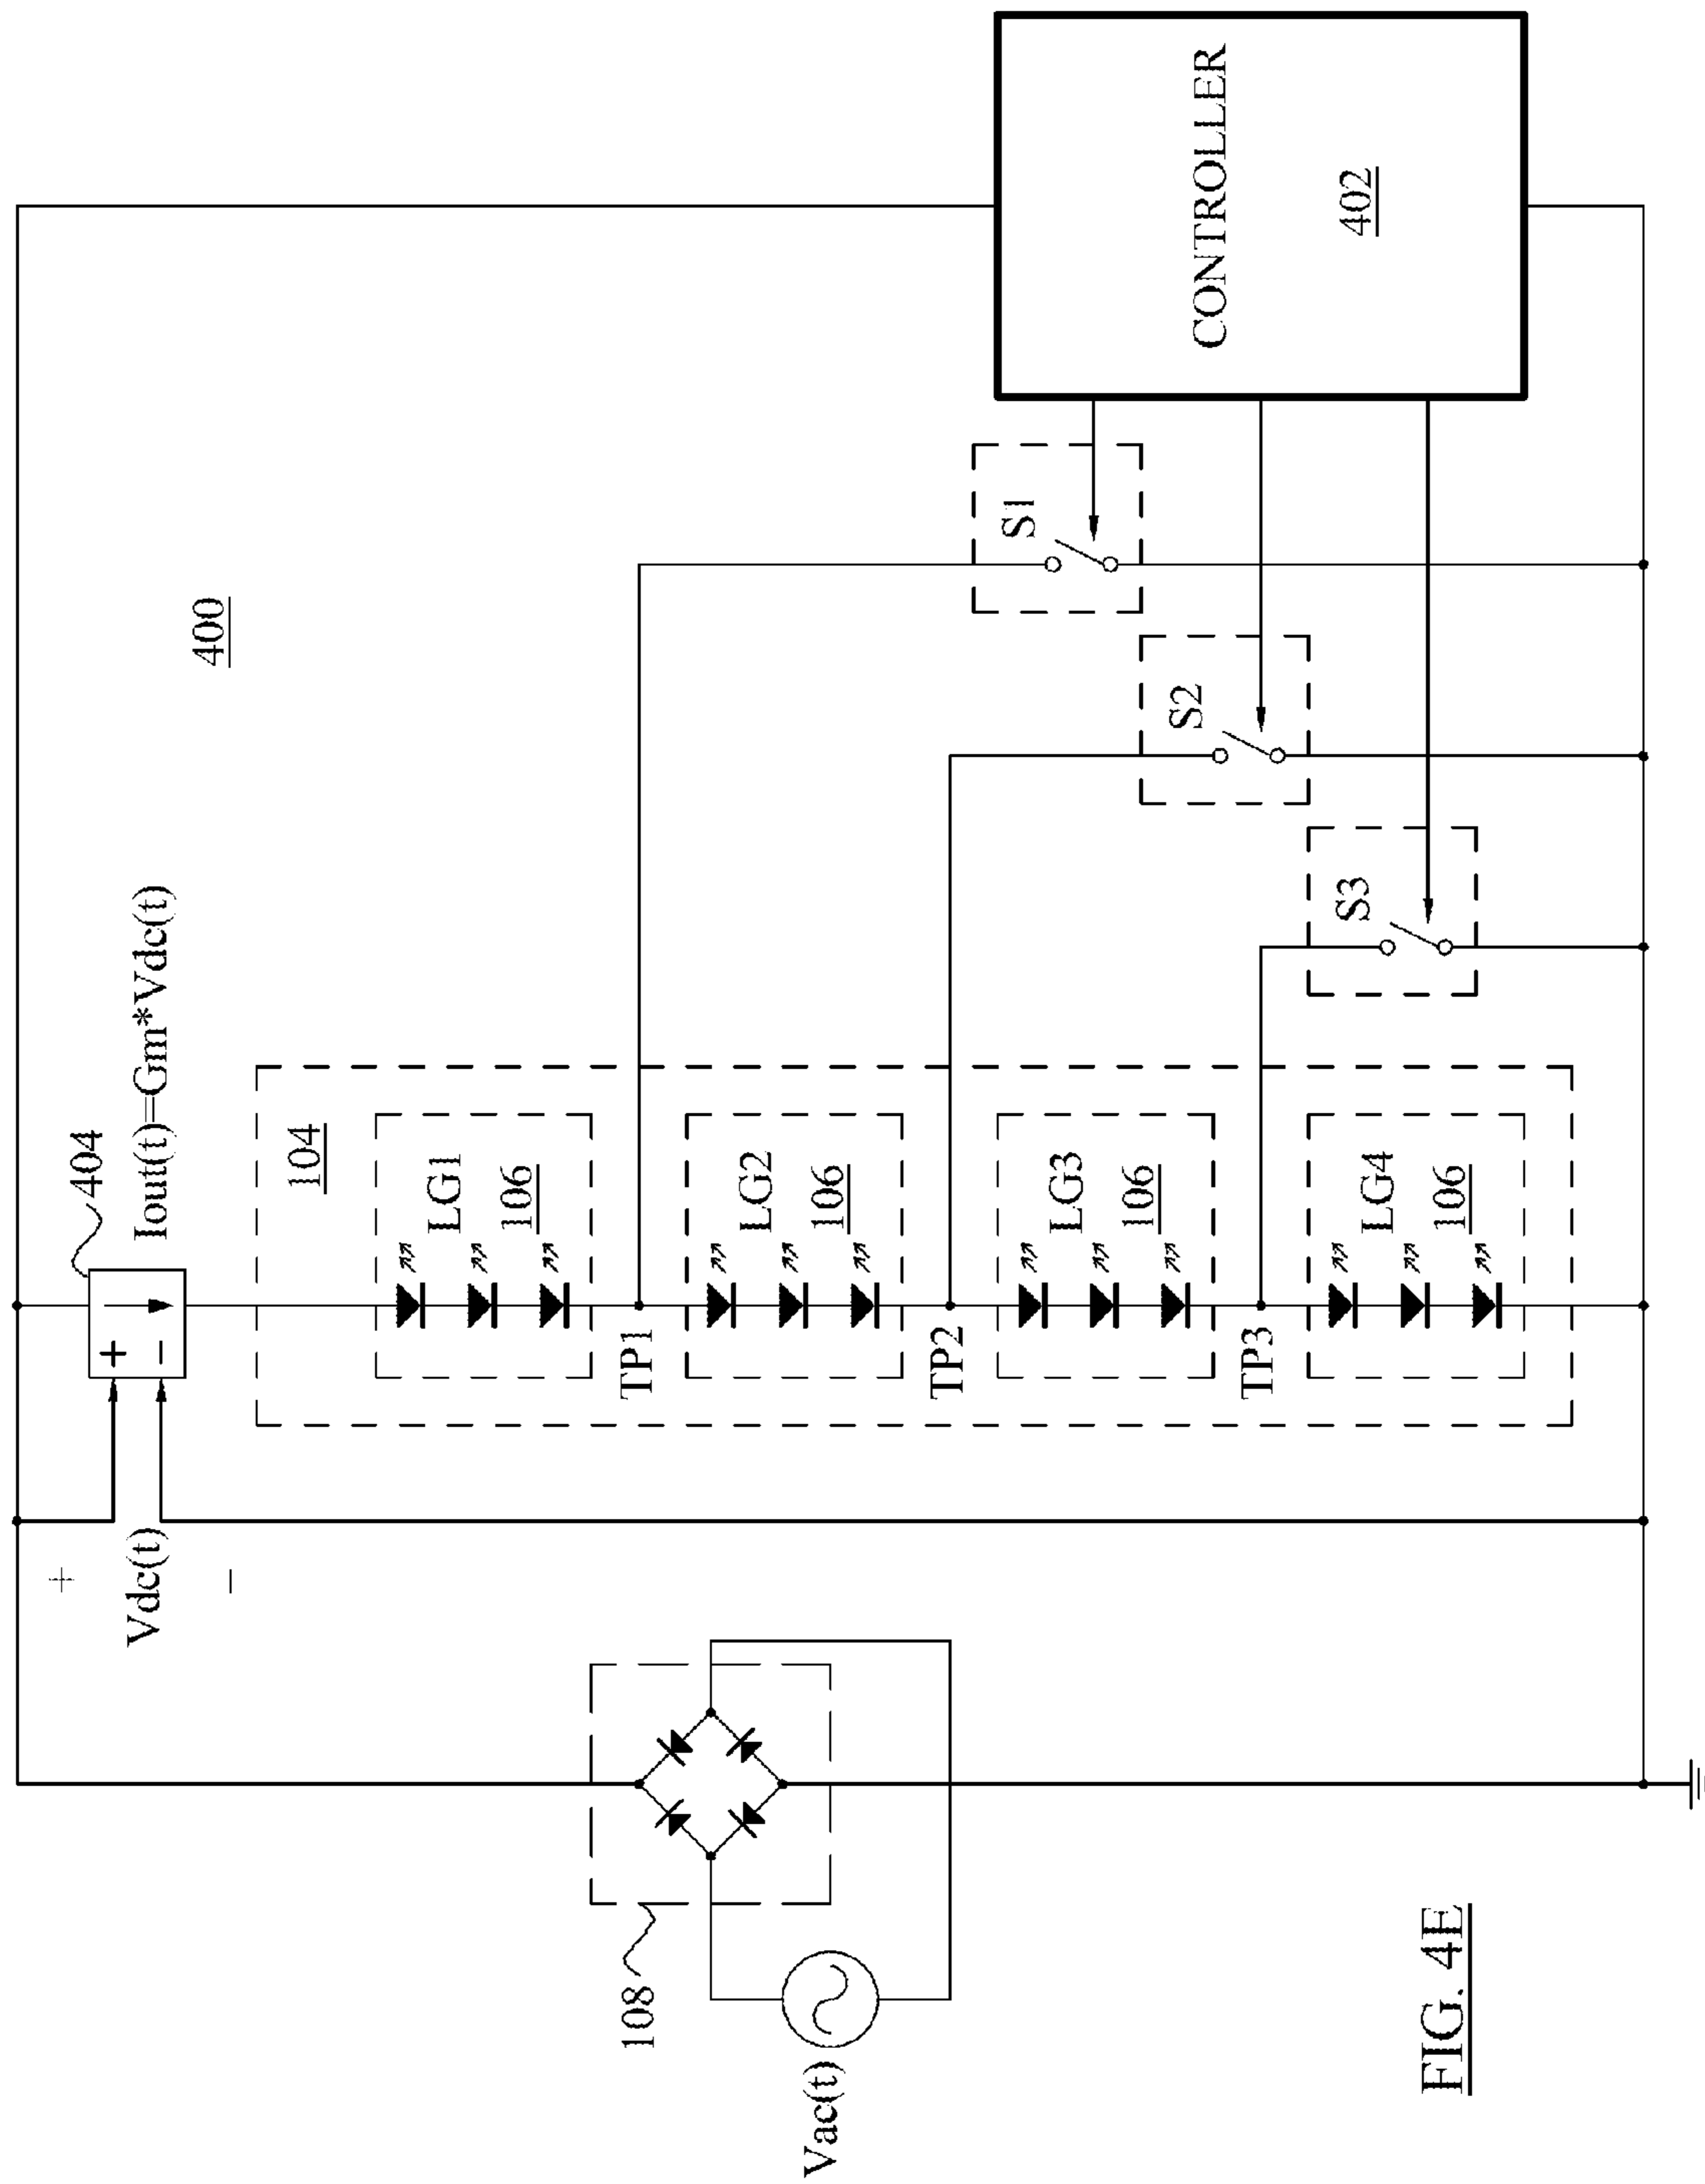 400
404
Iout(t)=Gm*Vdc(t)
+
-
+
Vdc(t)
-
104
LG1
106
TP1
LG2
106
TP2
LG3
106
TP3
LG4
106
S1
S2
S3
CONTROLLER
402
108
Vac(t)
FIG. 4E